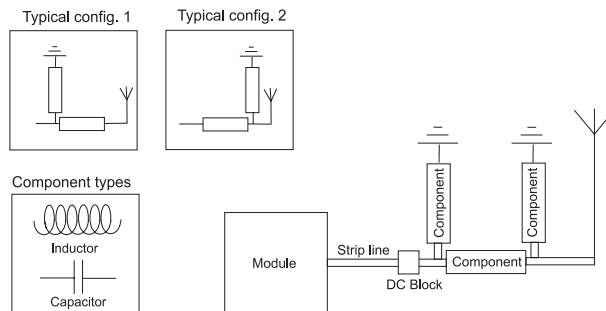 Typical config. 1
Typical config. 2
Component types
Inductor
Capacitor
Module
Strip line
DC Block
Component
Component
Component